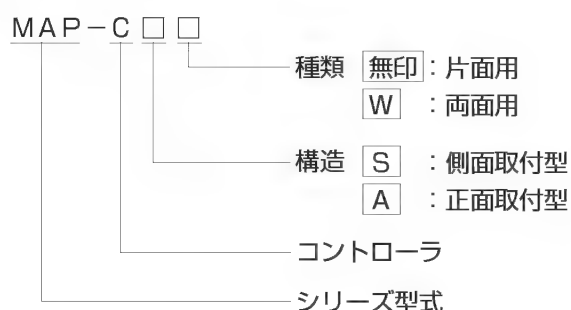 MAP-C□□
種類 無印：片面用
W：両面用
構造 S：側面取付型
A：正面取付型
コントローラ
シリーズ型式